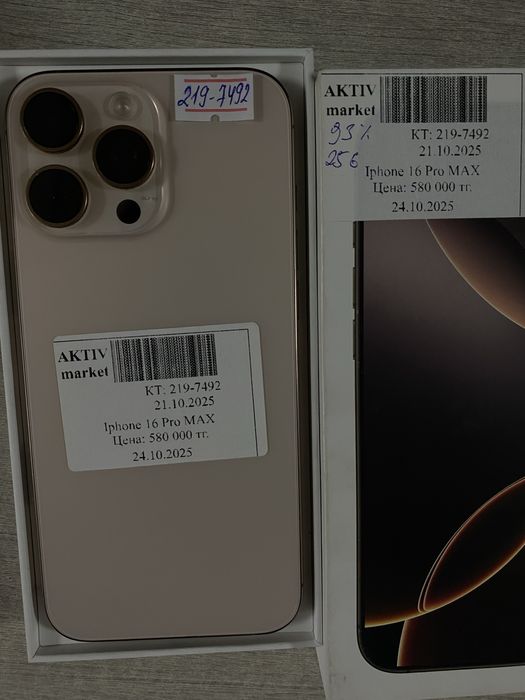 219-7492
AKTIV
market
КТ: 219-7492
21.10.2025
Iphone 16 Pro MAX
Цена: 580 000 тг.
24.10.2025
AKTIV
market
93%
256
КТ: 219-7492
21.10.2025
Iphone 16 Pro MAX
Цена: 580 000 тг.
24.10.2025